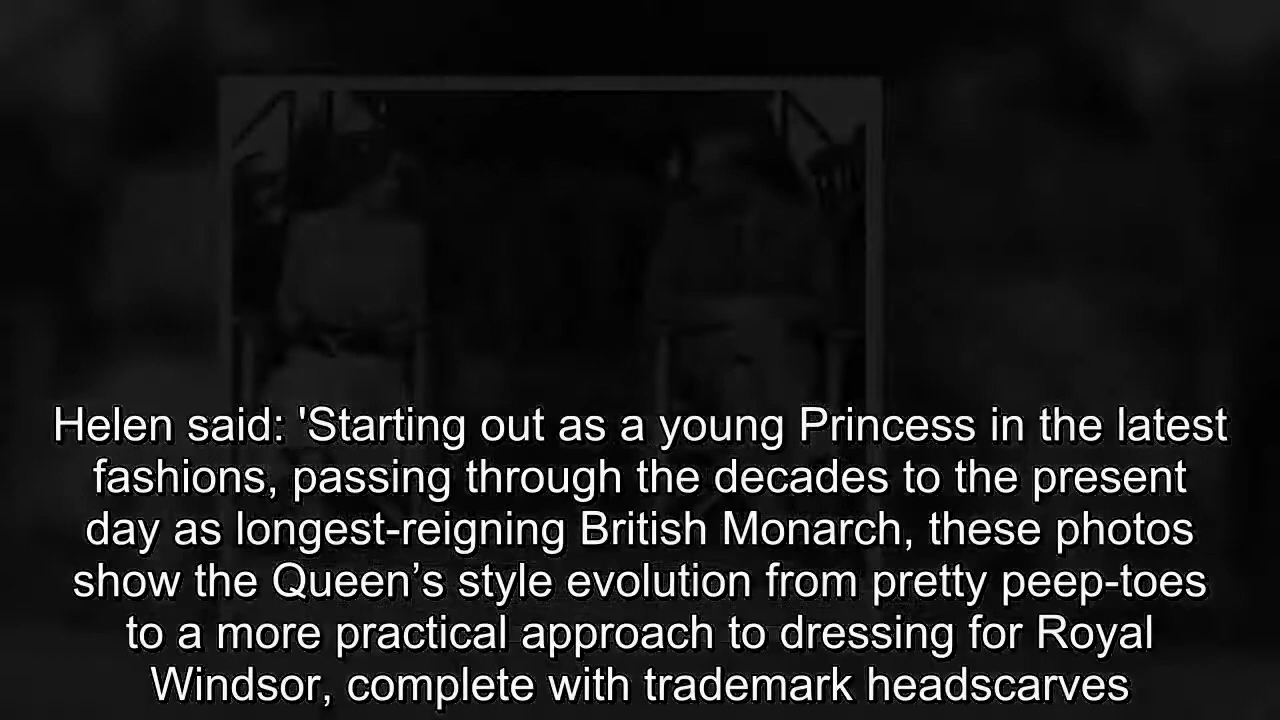 Helen said: 'Starting out as a young Princess in the latest
fashions, passing through the decades to the present
day as longest-reigning British Monarch, these photos
show the Queen’s style evolution from pretty peep-toes
to a more practical approach to dressing for Royal
Windsor, complete with trademark headscarves